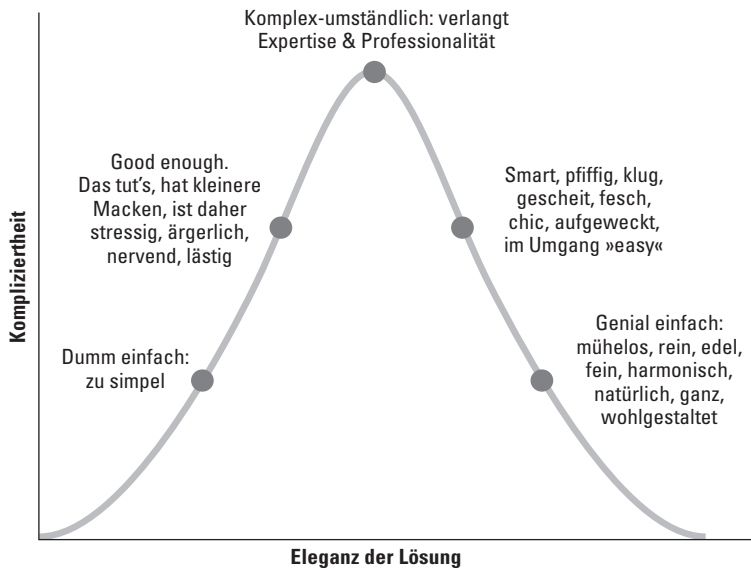 Komplex-umständlich: verlangt
Expertise & Professionalität
Good enough.
Das tut's, hat kleinere
Macken, ist daher
stressig, ärgerlich,
nervend, lästig
Smart, pfiffig, klug,
gescheit, fesch,
chic, aufgeweckt,
im Umgang »easy«
Kompliziertheit
Dumm einfach:
zu simpel
Genial einfach:
mühelos, rein, edel,
fein, harmonisch,
natürlich, ganz,
wohlgestaltet
Eleganz der Lösung